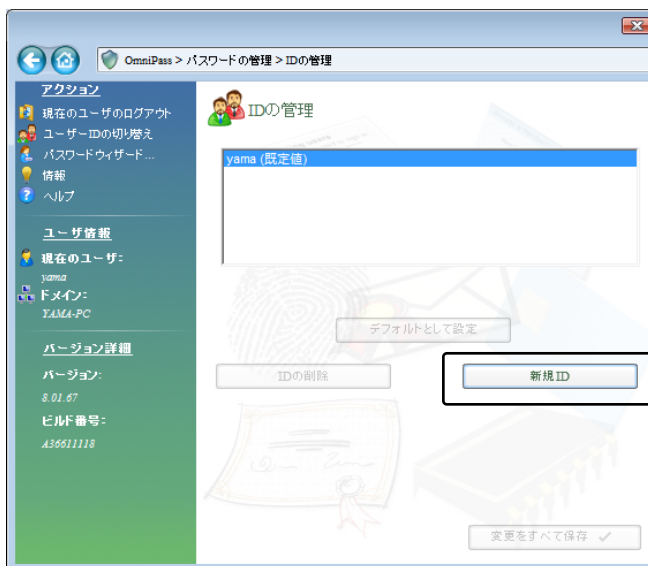 OmniPass > パスワードの管理 > IDの管理
アクション
現在のユーザのログアウト
ユーザーIDの切り替え
パスワードウィザード...
情報
ヘルプ
ユーザ情報
現在のユーザ:
yama
ドメイン:
YAMA-PC
バージョン詳細
バージョン:
8.01.67
ビルド番号:
A36611118
IDの管理
yama (既定値)
デフォルトとして設定
IDの削除
新規ID
変更をすべて保存